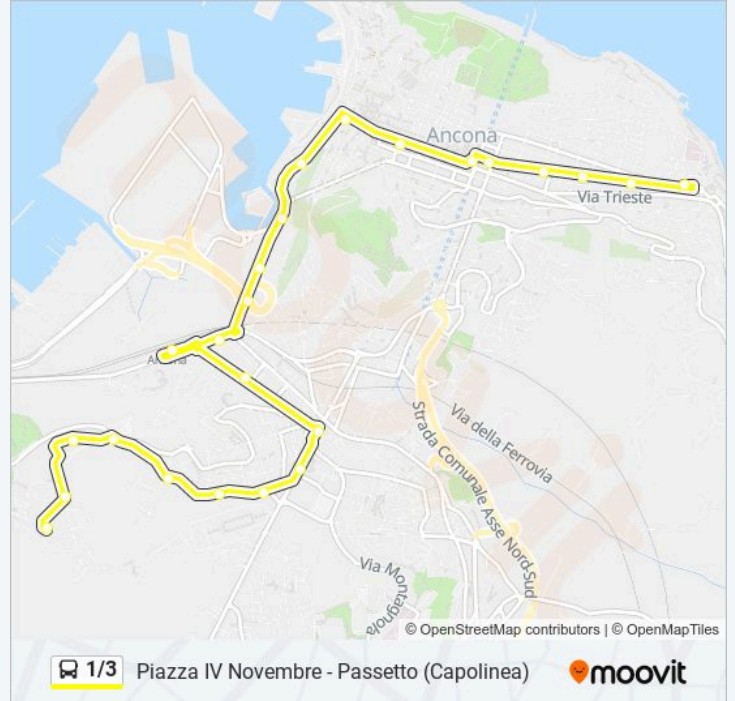 Ancona
Via Trieste
Ancona
Via della Ferrovia
Strada Comunale Asse Nord-Sud
Via Montagnola
© OpenStreetMap contributors | © OpenMapTiles
1/3 Piazza IV Novembre - Passetto (Capolinea) moovit